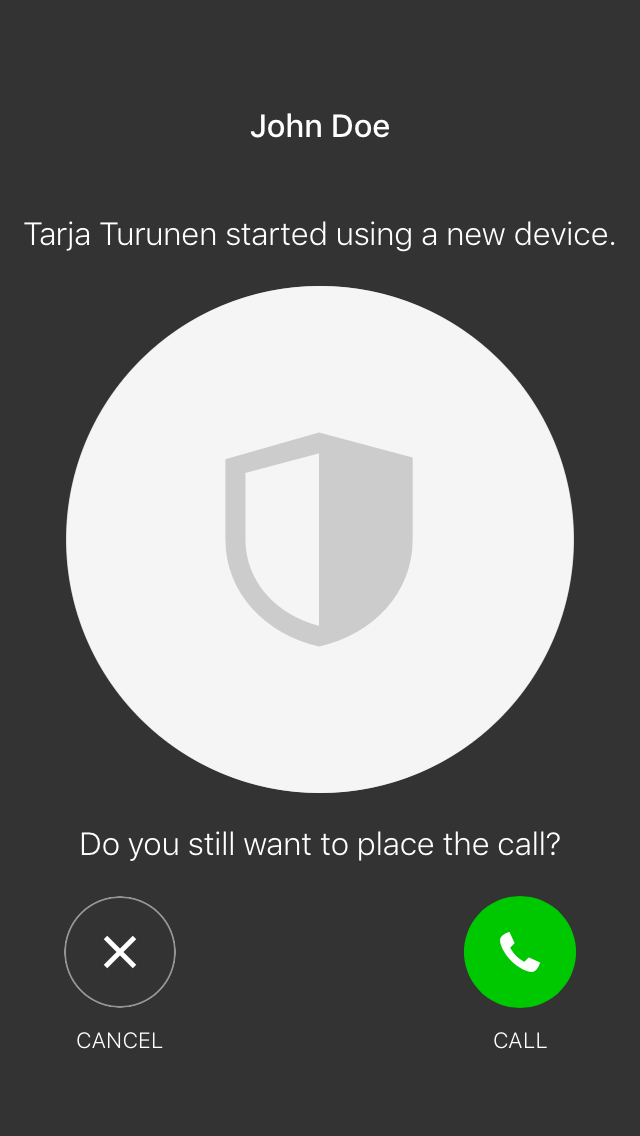 John Doe
Tarja Turunen started using a new device.
Do you still want to place the call?
CANCEL
CALL